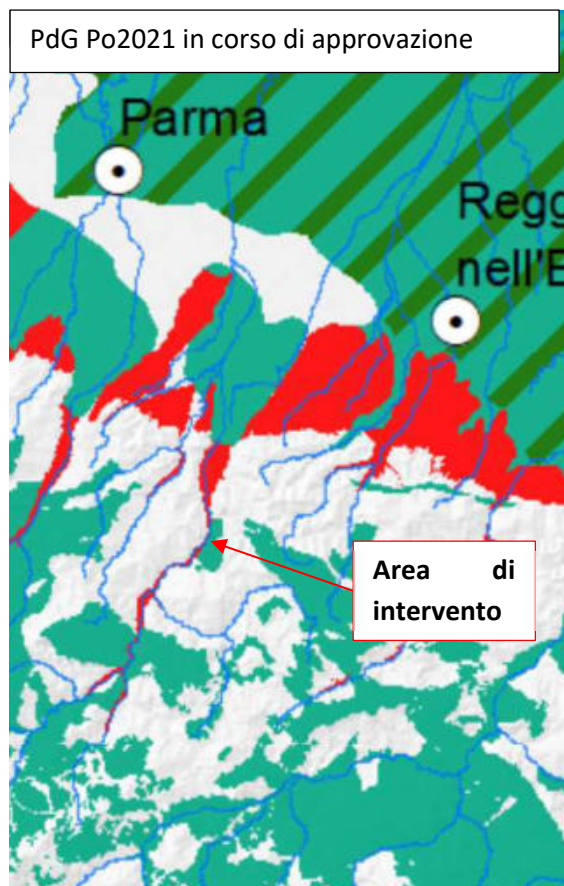 PdG Po2021 in corso di approvazione
Parma
Regg
nell'E
Area di
intervento